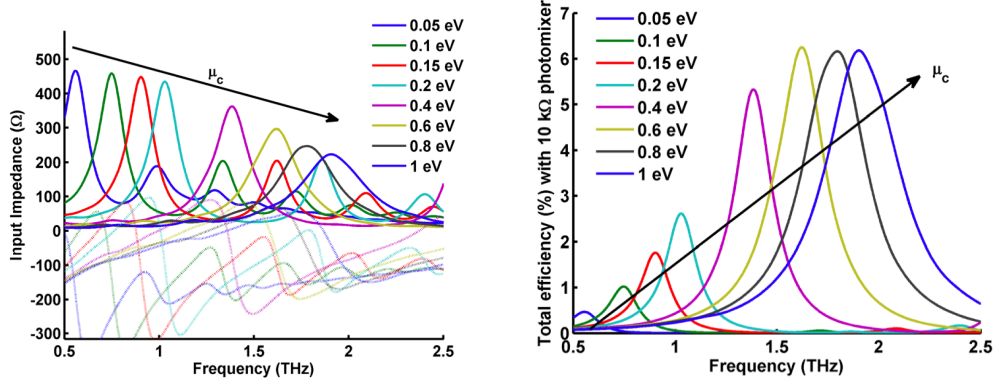 0.05 eV
0.1 eV
0.15 eV
0.2 eV
0.4 eV
0.6 eV
0.8 eV
1 eV
μc
Input Impedance (Ω)
500
400
300
200
100
0
-100
-200
-300
0.5
1
1.5
2
2.5
Frequency (THz)
7
6
5
4
3
2
1
0
Total efficiency (%) with 10 kΩ photomixer
0.05 eV
0.1 eV
0.15 eV
0.2 eV
0.4 eV
0.6 eV
0.8 eV
1 eV
μc
0.5
1
1.5
2
2.5
Frequency (THz)